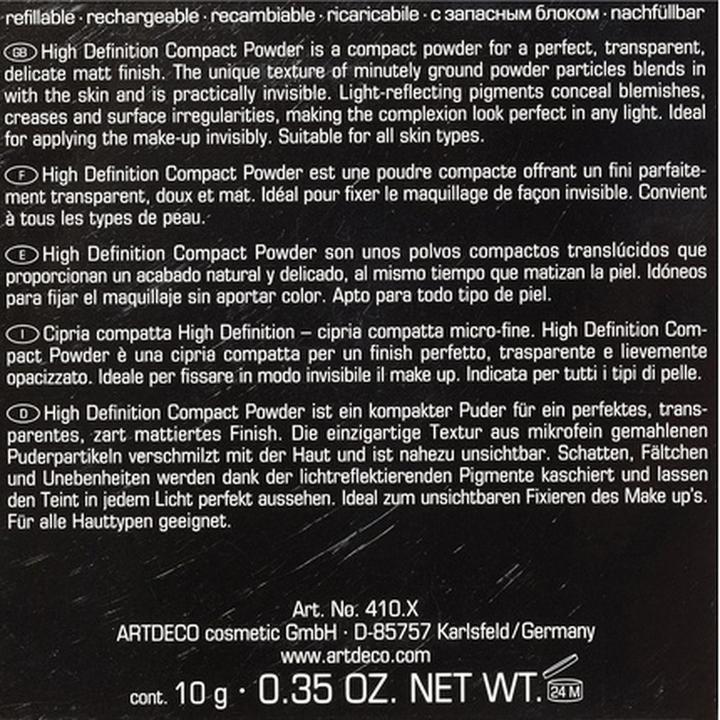 refillable · rechargeable · recambiable · ricaricabile · с запасным блоком · nachfüllbar
GB High Definition Compact Powder is a compact powder for a perfect, transparent,
delicate matt finish. The unique texture of minutely ground powder particles blends in
with the skin and is practically invisible. Light-reflecting pigments conceal blemishes,
creases and surface irregularities, making the complexion look perfect in any light. Ideal
for applying the make-up invisibly. Suitable for all skin types.
F High Definition Compact Powder est une poudre compacte offrant un fini parfaite-
ment transparent, doux et mat. Idéal pour fixer le maquillage de façon invisible. Convient
à tous les types de peau.
E High Definition Compact Powder son unos polvos compactos translúcidos que
proporcionan un acabado natural y delicado, al mismo tiempo que matizan la piel. Idóneos
para fijar el maquillaje sin aportar color. Apto para todo tipo de piel.
I Cipria compatta High Definition – cipria compatta micro-fine. High Definition Com-
pact Powder è una cipria compatta per un finish perfetto, trasparente e lievemente
opacizzato. Ideale per fissare in modo invisibile il make up. Indicata per tutti i tipi di pelle.
D High Definition Compact Powder ist ein kompakter Puder für ein perfektes, trans-
parentes, zart mattiertes Finish. Die einzigartige Textur aus mikrofein gemahlenen
Puderpartikeln verschmilzt mit der Haut und ist nahezu unsichtbar. Schatten, Fältchen
und Unebenheiten werden dank der lichtreflektierenden Pigmente kaschiert und lassen
den Teint in jedem Licht perfekt aussehen. Ideal zum unsichtbaren Fixieren des Make up's.
Für alle Hauttypen geeignet.
Art. No. 410.X
ARTDECO cosmetic GmbH · D-85757 Karlsfeld/Germany
www.artdeco.com
cont. 10 g · 0.35 OZ. NET WT. 24 M